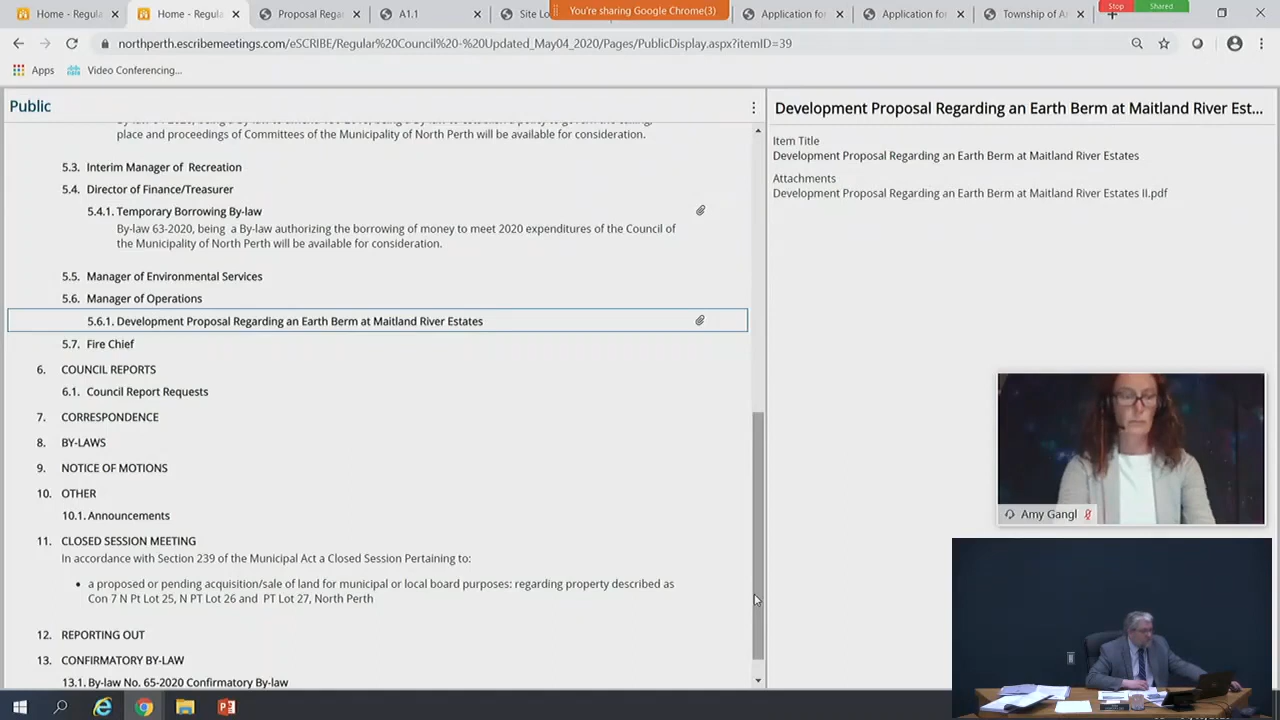 Home - Regula
Home - Regula
Proposal Regar
A1.1
Site Lo
You're sharing Google Chrome(3)
Application fo
Application for
Township of A
Stop
Shared
northperth.escribemeetings.com/eSCRIBE/Regular%20Council%20-%20Updated_May04_2020/Pages/PublicDisplay.aspx?itemID=39
Apps
Video Conferencing...
Public
Development Proposal Regarding an Earth Berm at Maitland River Est...
place and proceedings of Committees of the Municipality of North Perth will be available for consideration.
5.3. Interim Manager of Recreation
5.4. Director of Finance/Treasurer
5.4.1. Temporary Borrowing By-law
By-law 63-2020, being a By-law authorizing the borrowing of money to meet 2020 expenditures of the Council of
the Municipality of North Perth will be available for consideration.
5.5. Manager of Environmental Services
5.6. Manager of Operations
5.6.1. Development Proposal Regarding an Earth Berm at Maitland River Estates
5.7. Fire Chief
6. COUNCIL REPORTS
6.1. Council Report Requests
7. CORRESPONDENCE
8. BY-LAWS
9. NOTICE OF MOTIONS
10. OTHER
10.1. Announcements
11. CLOSED SESSION MEETING
In accordance with Section 239 of the Municipal Act a Closed Session Pertaining to:
• a proposed or pending acquisition/sale of land for municipal or local board purposes: regarding property described as
Con 7 N Pt Lot 25, N PT Lot 26 and PT Lot 27, North Perth
12. REPORTING OUT
13. CONFIRMATORY BY-LAW
13.1. By-law No. 65-2020 Confirmatory By-law
Item Title
Development Proposal Regarding an Earth Berm at Maitland River Estates
Attachments
Development Proposal Regarding an Earth Berm at Maitland River Estates II.pdf
Amy Gangl